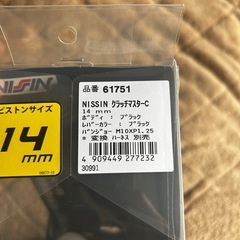 NISSIN
ピストンサイズ
14
mm
品番 61751
NISSIN クラッチマスターC
14 mm
ボディ : ブラック
レバーカラー : ブラック
バンジョー M10XP1.25
* 変換 ハーネス 別売
4 909449 277232
30991